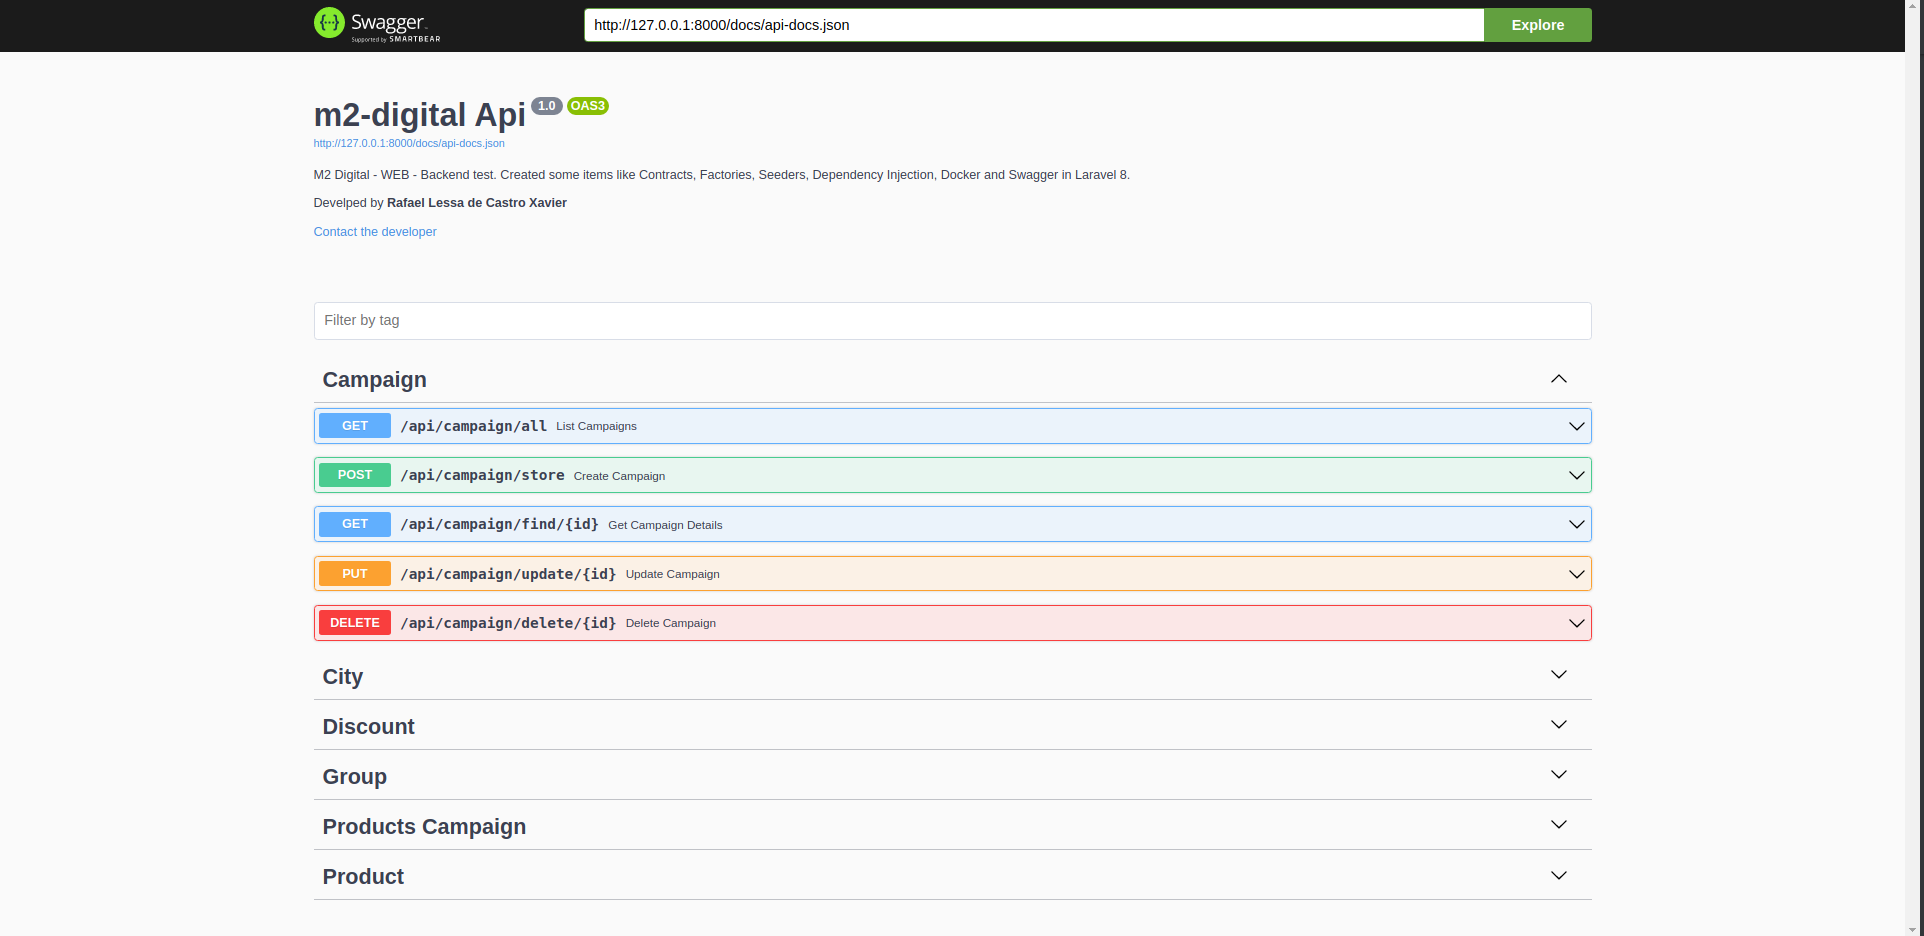 Swagger
Supported by SMARTBEAR
http://127.0.0.1:8000/docs/api-docs.json
Explore
m2-digital Api 1.0 OAS3
http://127.0.0.1:8000/docs/api-docs.json
M2 Digital - WEB - Backend test. Created some items like Contracts, Factories, Seeders, Dependency Injection, Docker and Swagger in Laravel 8.
Develped by Rafael Lessa de Castro Xavier
Contact the developer
Filter by tag
Campaign
GET /api/campaign/all List Campaigns
POST /api/campaign/store Create Campaign
GET /api/campaign/find/{id} Get Campaign Details
PUT /api/campaign/update/{id} Update Campaign
DELETE /api/campaign/delete/{id} Delete Campaign
City
Discount
Group
Products Campaign
Product